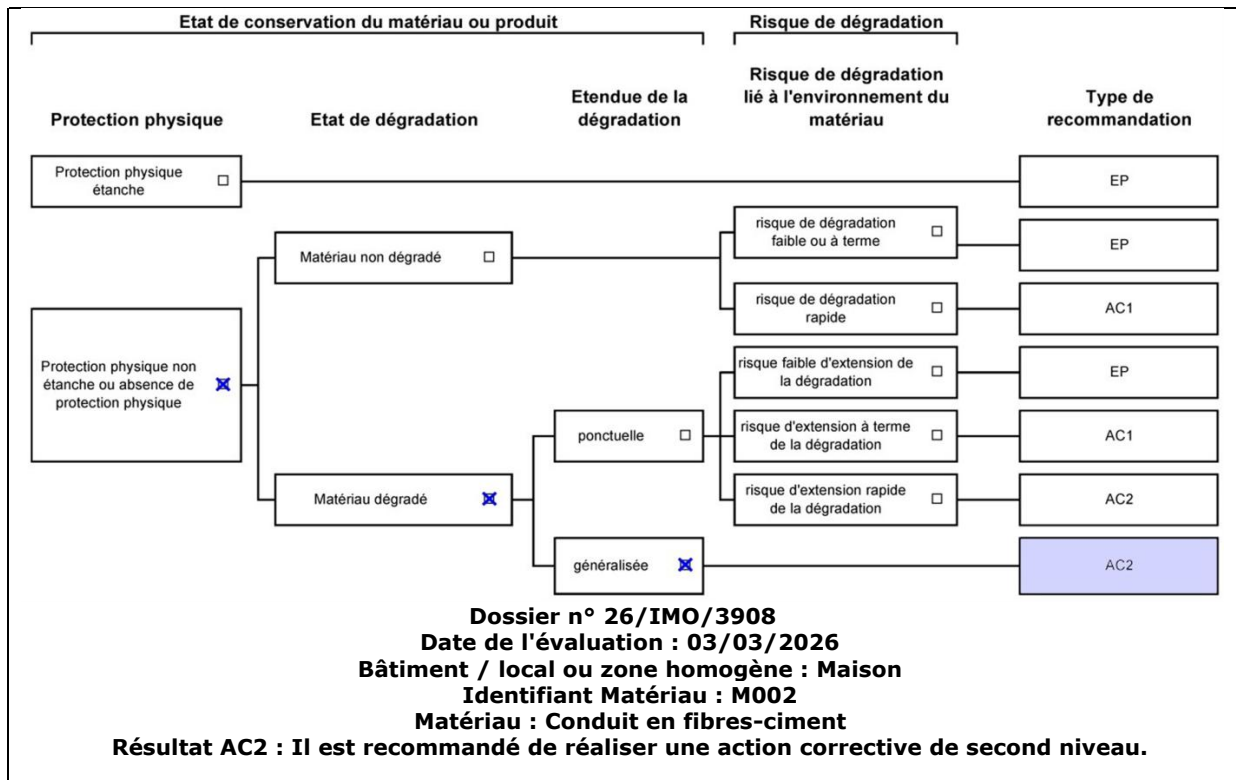 Etat de conservation du matériau ou produit
Risque de dégradation
Protection physique
Etat de dégradation
Etendue de la
dégradation
Risque de dégradation
lié à l'environnement du
matériau
Type de
recommandation
Protection physique
étanche
EP
Matériau non dégradé
risque de dégradation
faible ou à terme
EP
risque de dégradation
rapide
AC1
Protection physique non
étanche ou absence de
protection physique
risque faible d'extension de
la dégradation
EP
ponctuelle
risque d'extension à terme
de la dégradation
AC1
Matériau dégradé
risque d'extension rapide
de la dégradation
AC2
généralisée
AC2
Dossier n° 26/IMO/3908
Date de l'évaluation : 03/03/2026
Bâtiment / local ou zone homogène : Maison
Identifiant Matériau : M002
Matériau : Conduit en fibres-ciment
Résultat AC2 : Il est recommandé de réaliser une action corrective de second niveau.